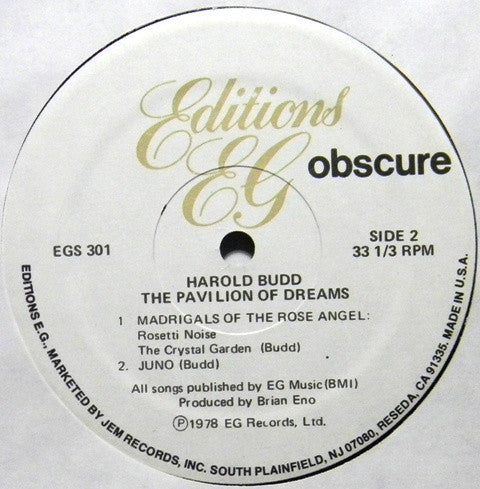 Editions
EG
obscure
EGS 301
SIDE 2
33 1/3 RPM
HAROLD BUDD
THE PAVILION OF DREAMS
1 MADRIGALS OF THE ROSE ANGEL:
Rosetti Noise
The Crystal Garden (Budd)
2. JUNO (Budd)
All songs published by EG Music(BMI)
Produced by Brian Eno
Ⓟ1978 EG Records, Ltd.
EDITIONS E.G., MARKETED BY JEM RECORDS, INC. SOUTH PLAINFIELD, NJ 07080, RESEDA, CA 91335. MADE IN U.S.A.